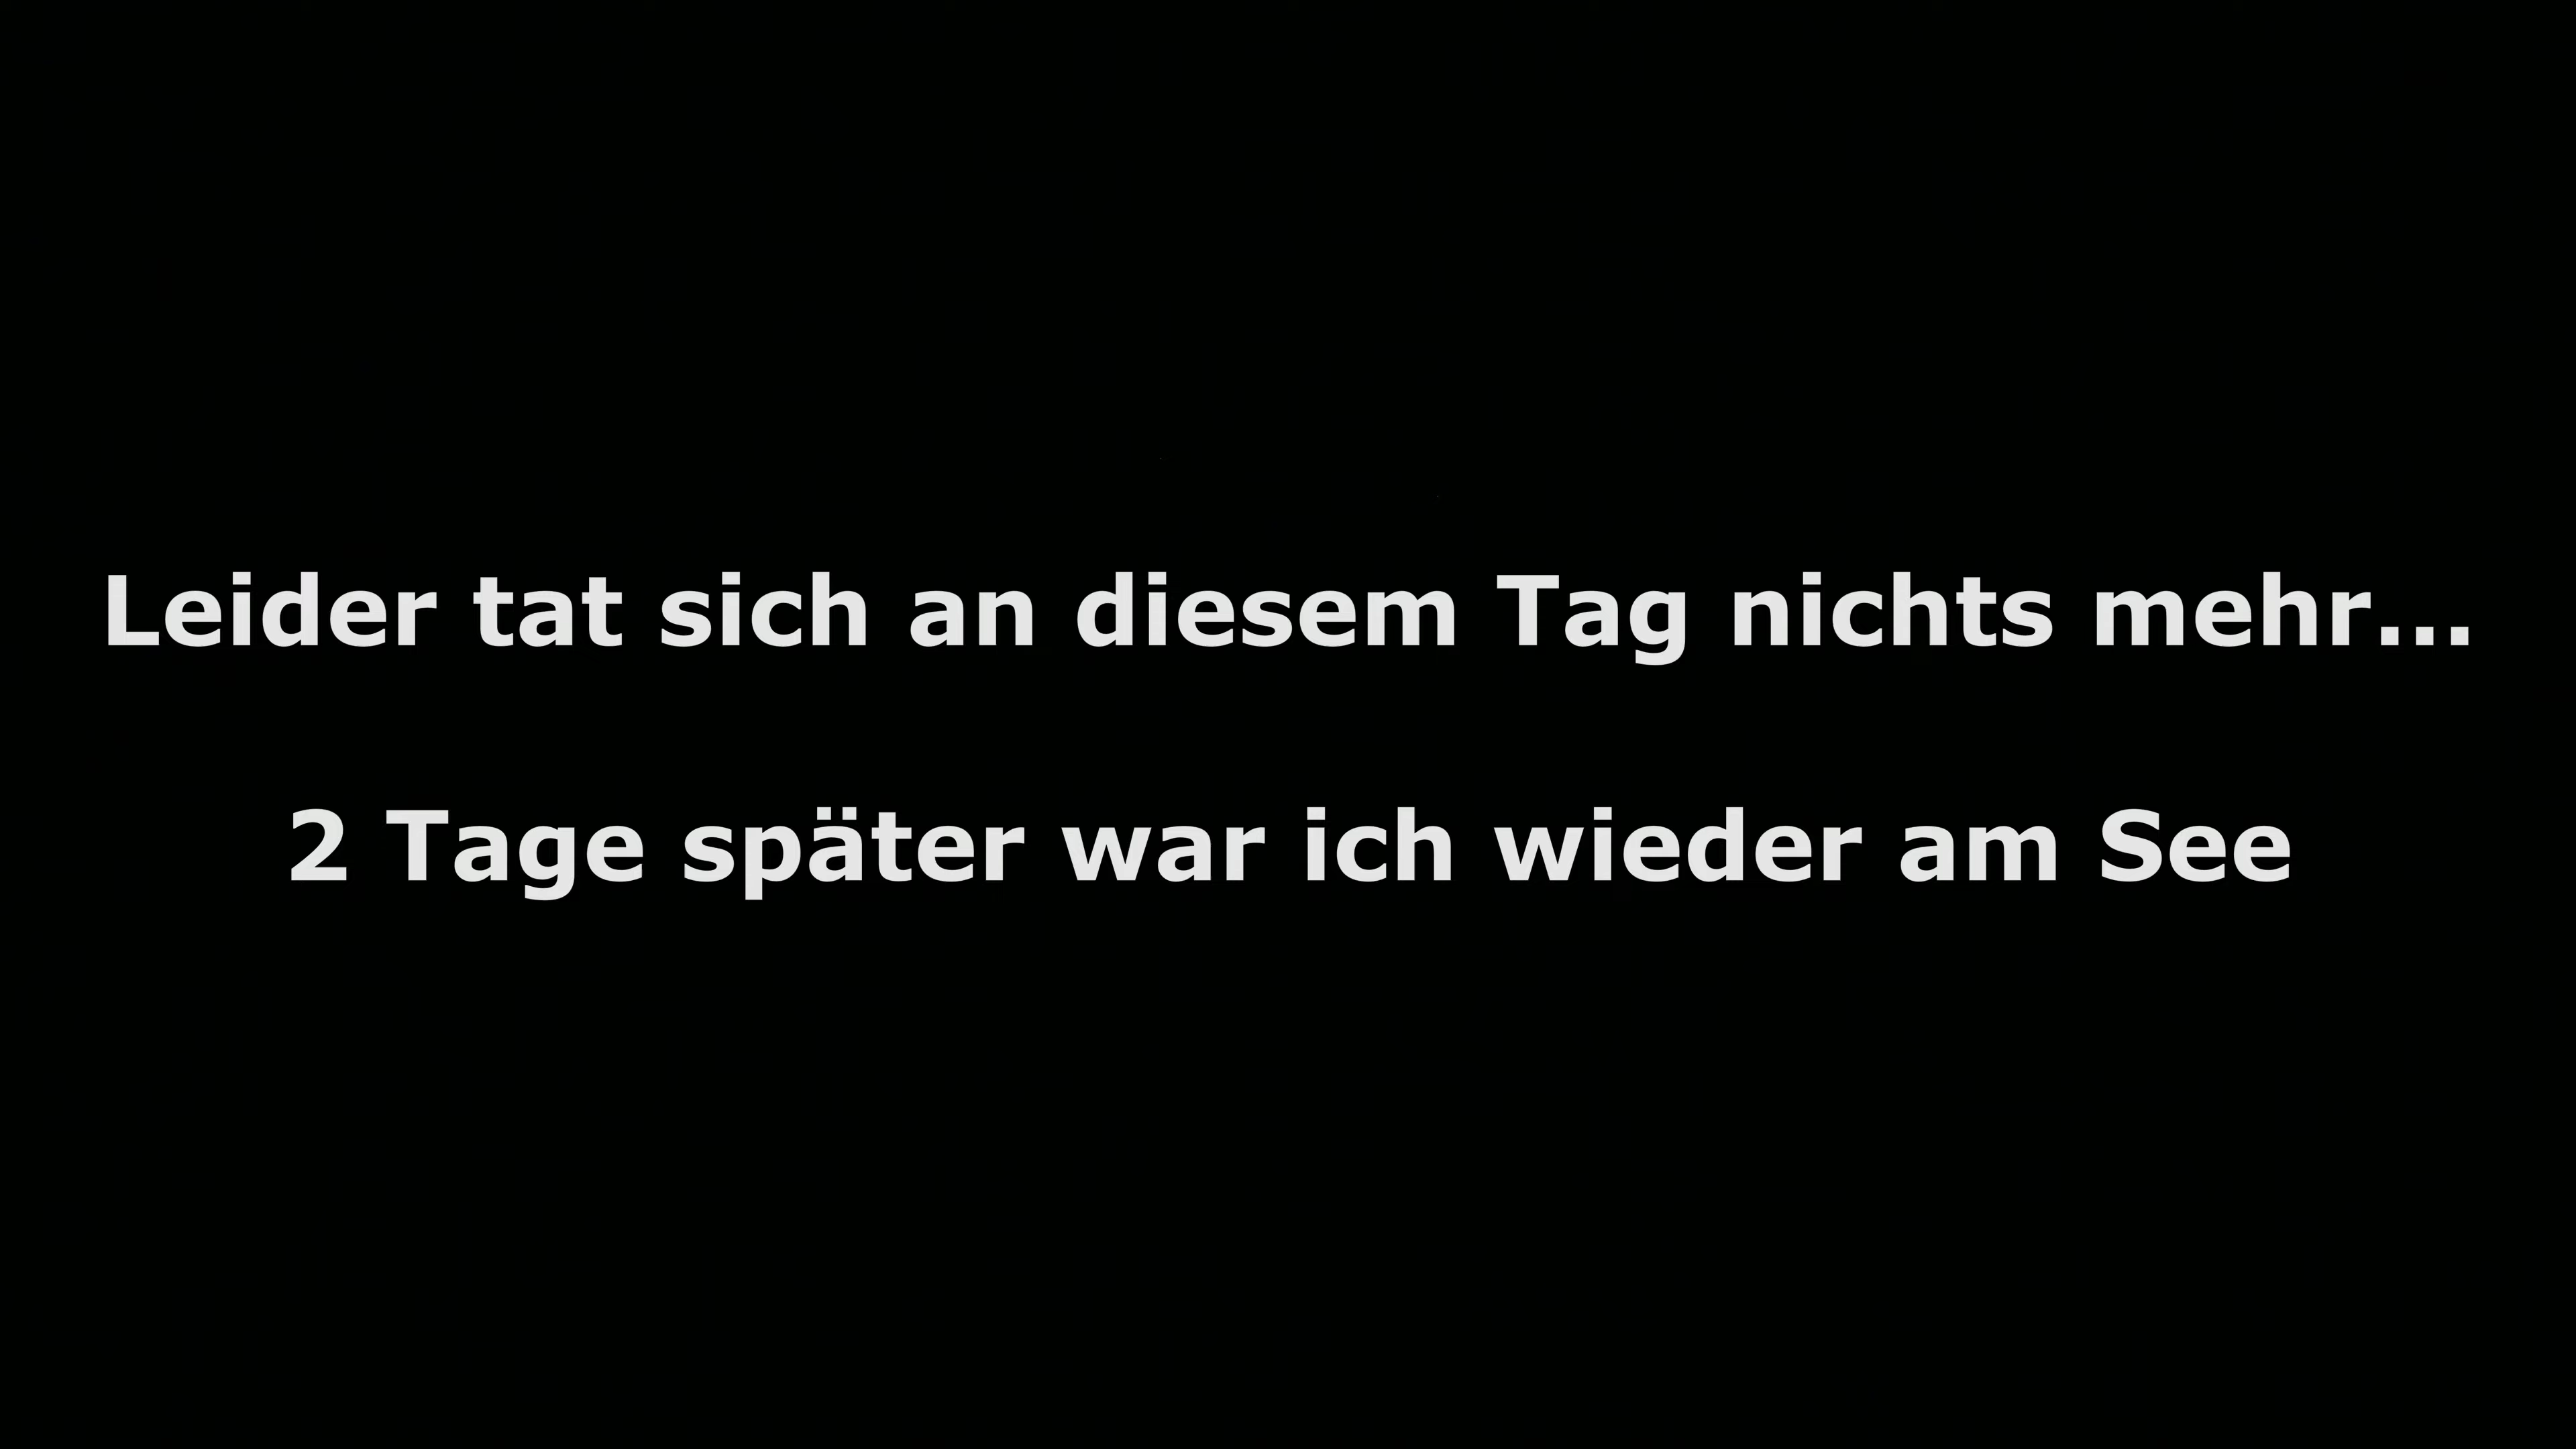 Leider tat sich an diesem Tag nichts mehr...
2 Tage später war ich wieder am See